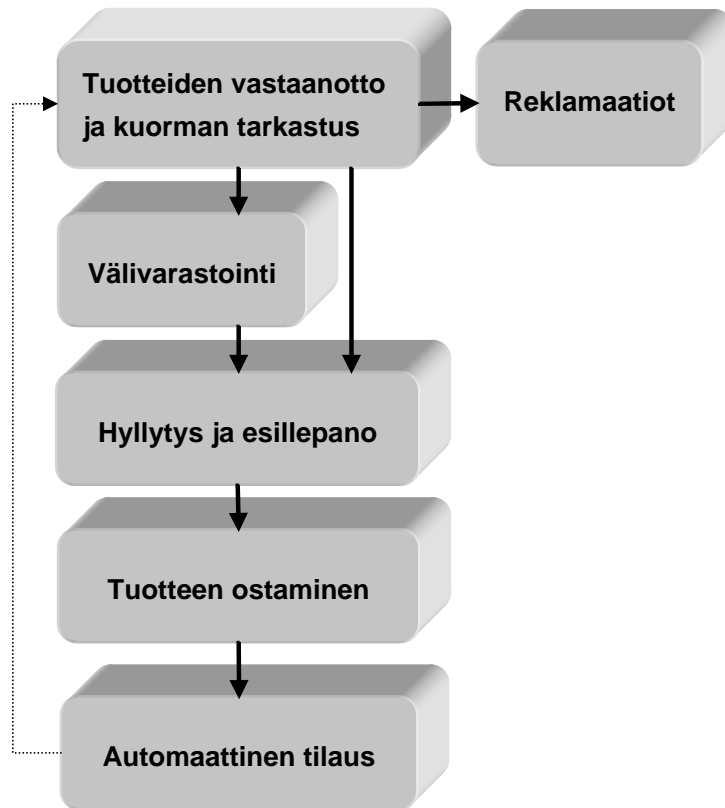 Tuotteiden vastaanotto
ja kuorman tarkastus
Reklamaatiot
Välivarastointi
Hyllytys ja esillepano
Tuotteen ostaminen
Automaattinen tilaus